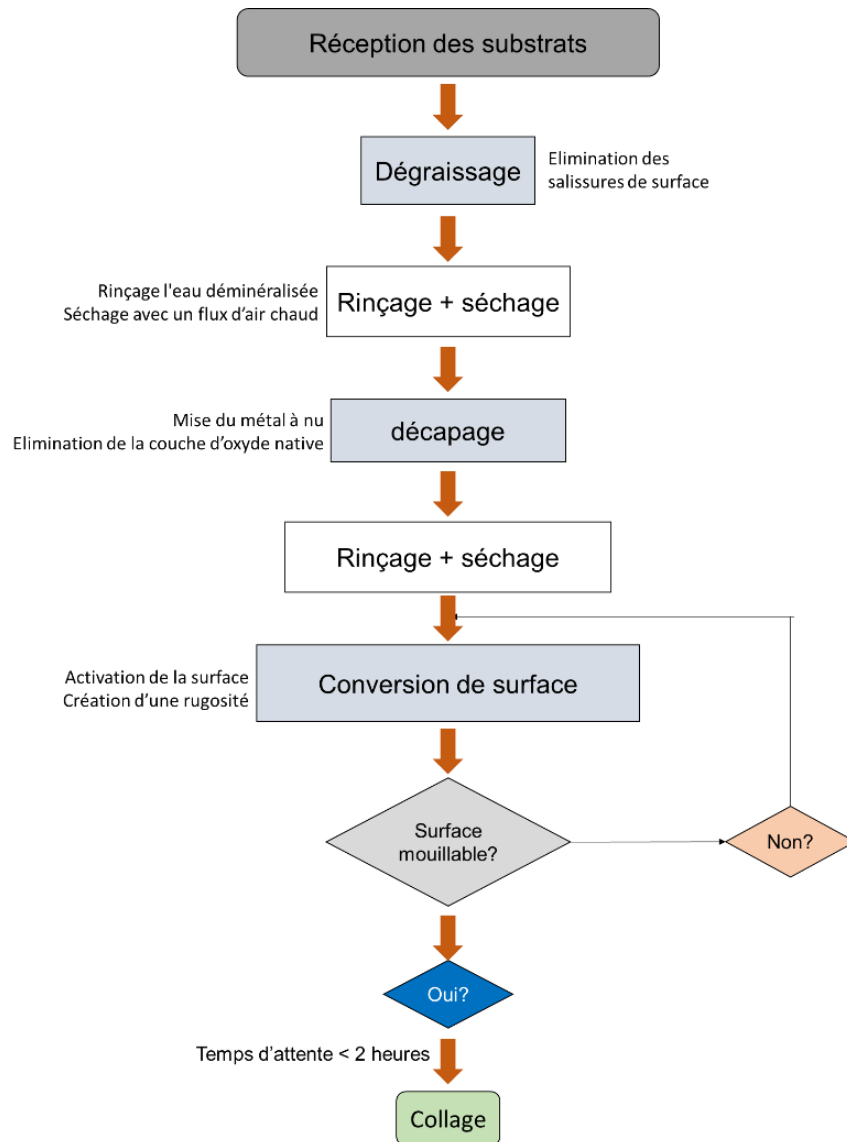 Réception des substrats
Dégraissage
Elimination des
salissures de surface
Rinçage l'eau déminéralisée
Séchage avec un flux d'air chaud
Rinçage + séchage
Mise du métal à nu
Elimination de la couche d'oxyde native
décapage
Rinçage + séchage
Activation de la surface
Création d'une rugosité
Conversion de surface
Surface
mouillable?
Non?
Oui?
Temps d'attente < 2 heures
Collage